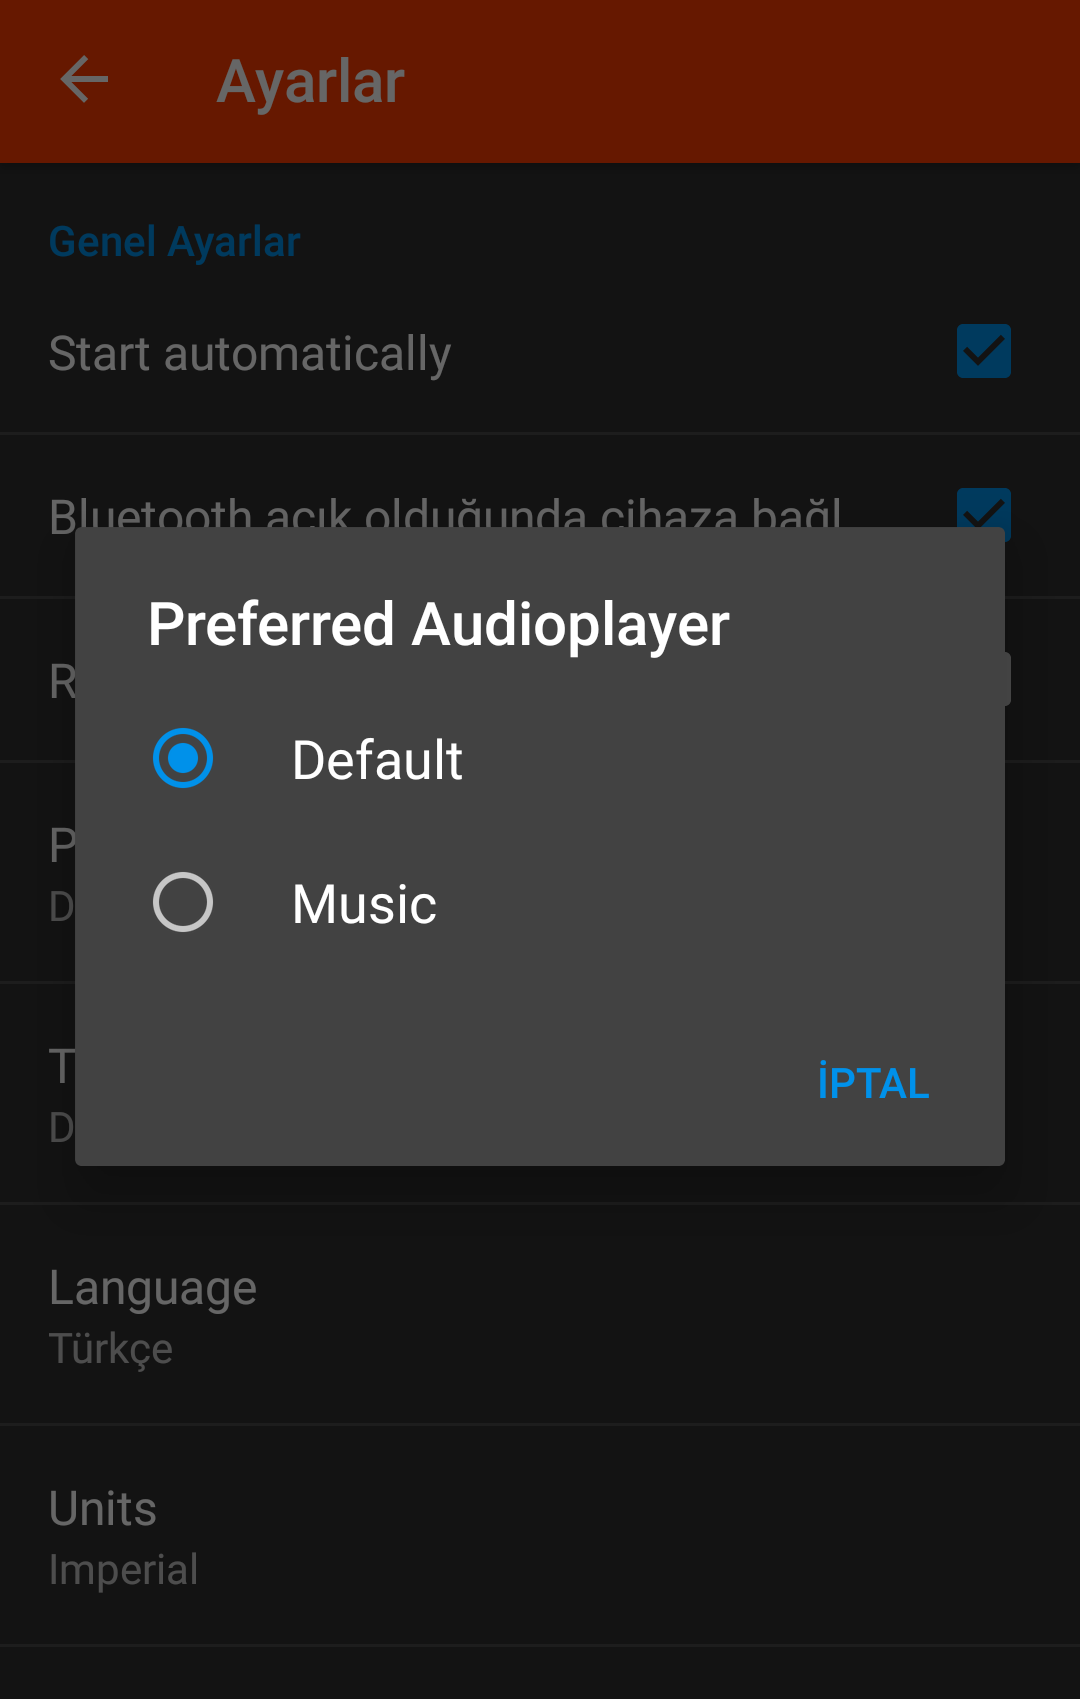 Ayarlar
Genel Ayarlar
Start automatically
Bluetooth açık olduğunda cihaza bağl
Preferred Audioplayer
Default
Music
İPTAL
Language
Türkçe
Units
Imperial